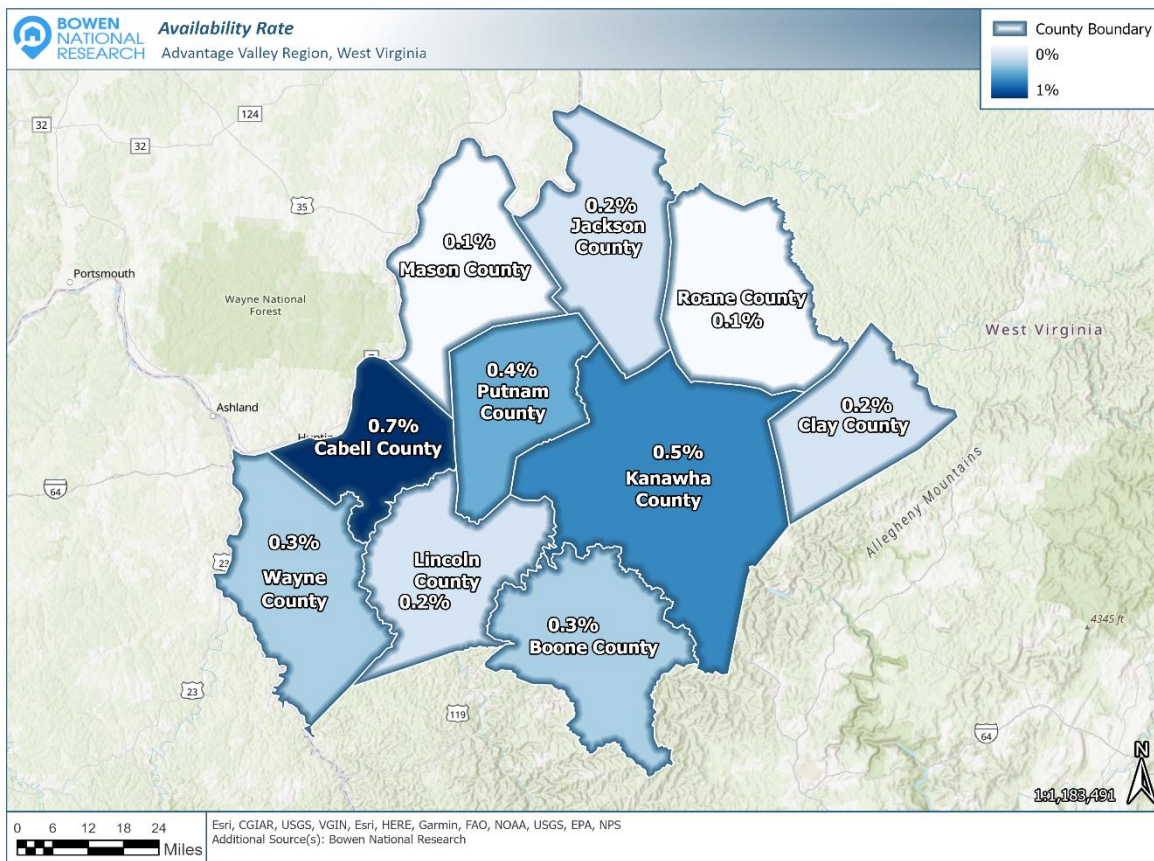 BOWEN
NATIONAL
RESEARCH
Availability Rate
Advantage Valley Region, West Virginia
County Boundary
0%
1%
32
124
32
35
Portsmouth
Wayne National
Forest
7
Ashland
64
23
23
119
64
0.2%
Jackson
County
0.1%
Mason County
Roane County
0.1%
West Virginia
0.4%
Putnam
County
0.2%
Clay County
0.7%
Cabell County
0.5%
Kanawha
County
Allegheny Mountains
0.3%
Wayne
County
Lincoln
County
0.2%
0.3%
Boone County
4345 ft
N
1:1,183,491
0 6 12 18 24
Miles
Esri, CGIAR, USGS, VGIN, Esri, HERE, Garmin, FAO, NOAA, USGS, EPA, NPS
Additional Source(s): Bowen National Research